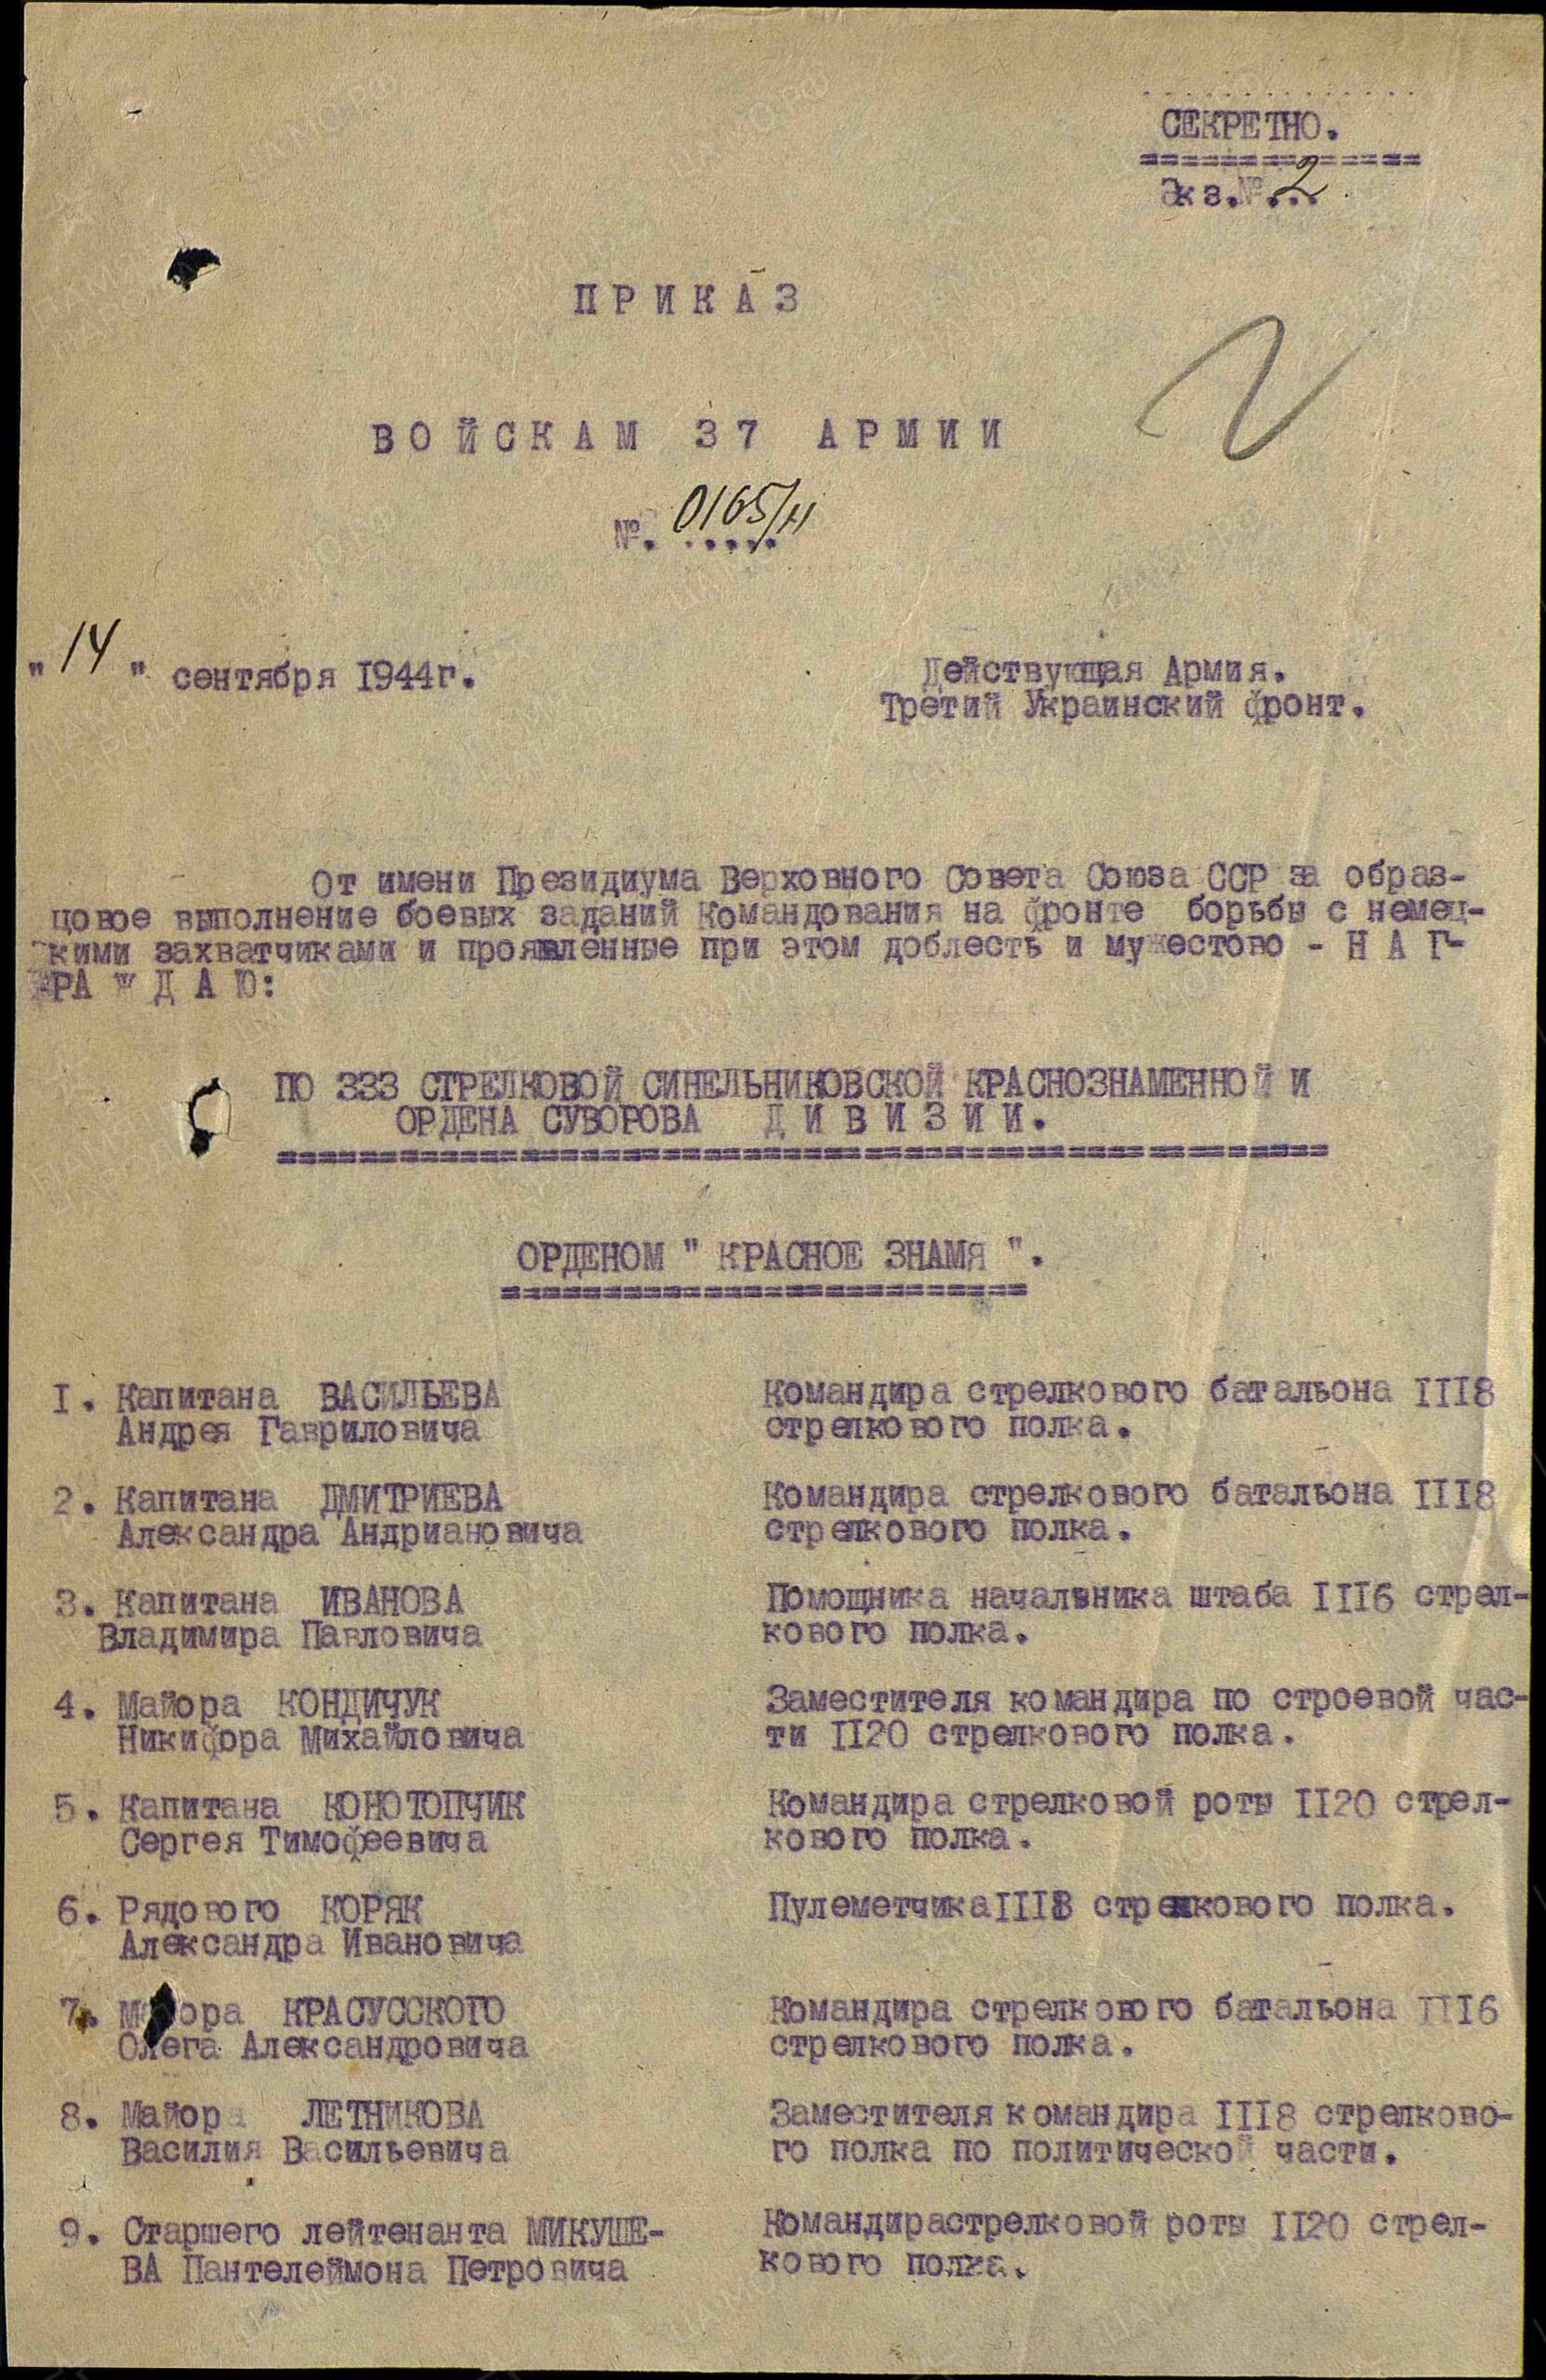 СЕКРЕТНО.
Экз.№ 2
ПРИКАЗ
ВОЙСКАМ 37 АРМИИ
№. 0165/н
" 14 " сентября 1944г.
Действующая Армия.
Третий Украинский фронт.
От имени Президиума Верховного Совета Союза ССР за образ-
цовое выполнение боевых заданий Командования на фронте борьбы с немец-
кими захватчиками и проявленные при этом доблесть и мужестово - Н А Г-
РА Ж Д А Ю:
ПО 333 СТРЕЛКОВОЙ СИНЕЛЬНИКОВСКОЙ КРАСНОЗНАМЕННОЙ И
ОРДЕНА СУВОРОВА Д И В И З И И.
ОРДЕНОМ " КРАСНОЕ ЗНАМЯ ".
I. Капитана ВАСИЛЬЕВА
Андрея Гавриловича
Командира стрелкового батальона III8
стрелкового полка.
2. Капитана ДМИТРИЕВА
Александра Андриановича
Командира стрелкового батальона III8
стрелкового полка.
3. Капитана ИВАНОВА
Владимира Павловича
Помощника начальника штаба III6 стрел-
кового полка.
4. Майора КОНДИЧУК
Никифора Михайловича
Заместителя командира по строевой час-
ти II20 стрелкового полка.
5. Капитана КОНОТОПЧИК
Сергея Тимофеевича
Командира стрелковой роты II20 стрел-
кового полка.
6. Рядового КОРЯК
Александра Ивановича
Пулеметчика III8 стрелкового полка.
7. Майора КРАСУССКОГО
Олега Александровича
Командира стрелкового батальона III6
стрелкового полка.
8. Майора ЛЕТНИКОВА
Василия Васильевича
Заместителя командира III8 стрелково-
го полка по политической части.
9. Старшего лейтенанта МИКУШЕ-
ВА Пантелеймона Петровича
Командира стрелковой роты II20 стрел-
кового полка.